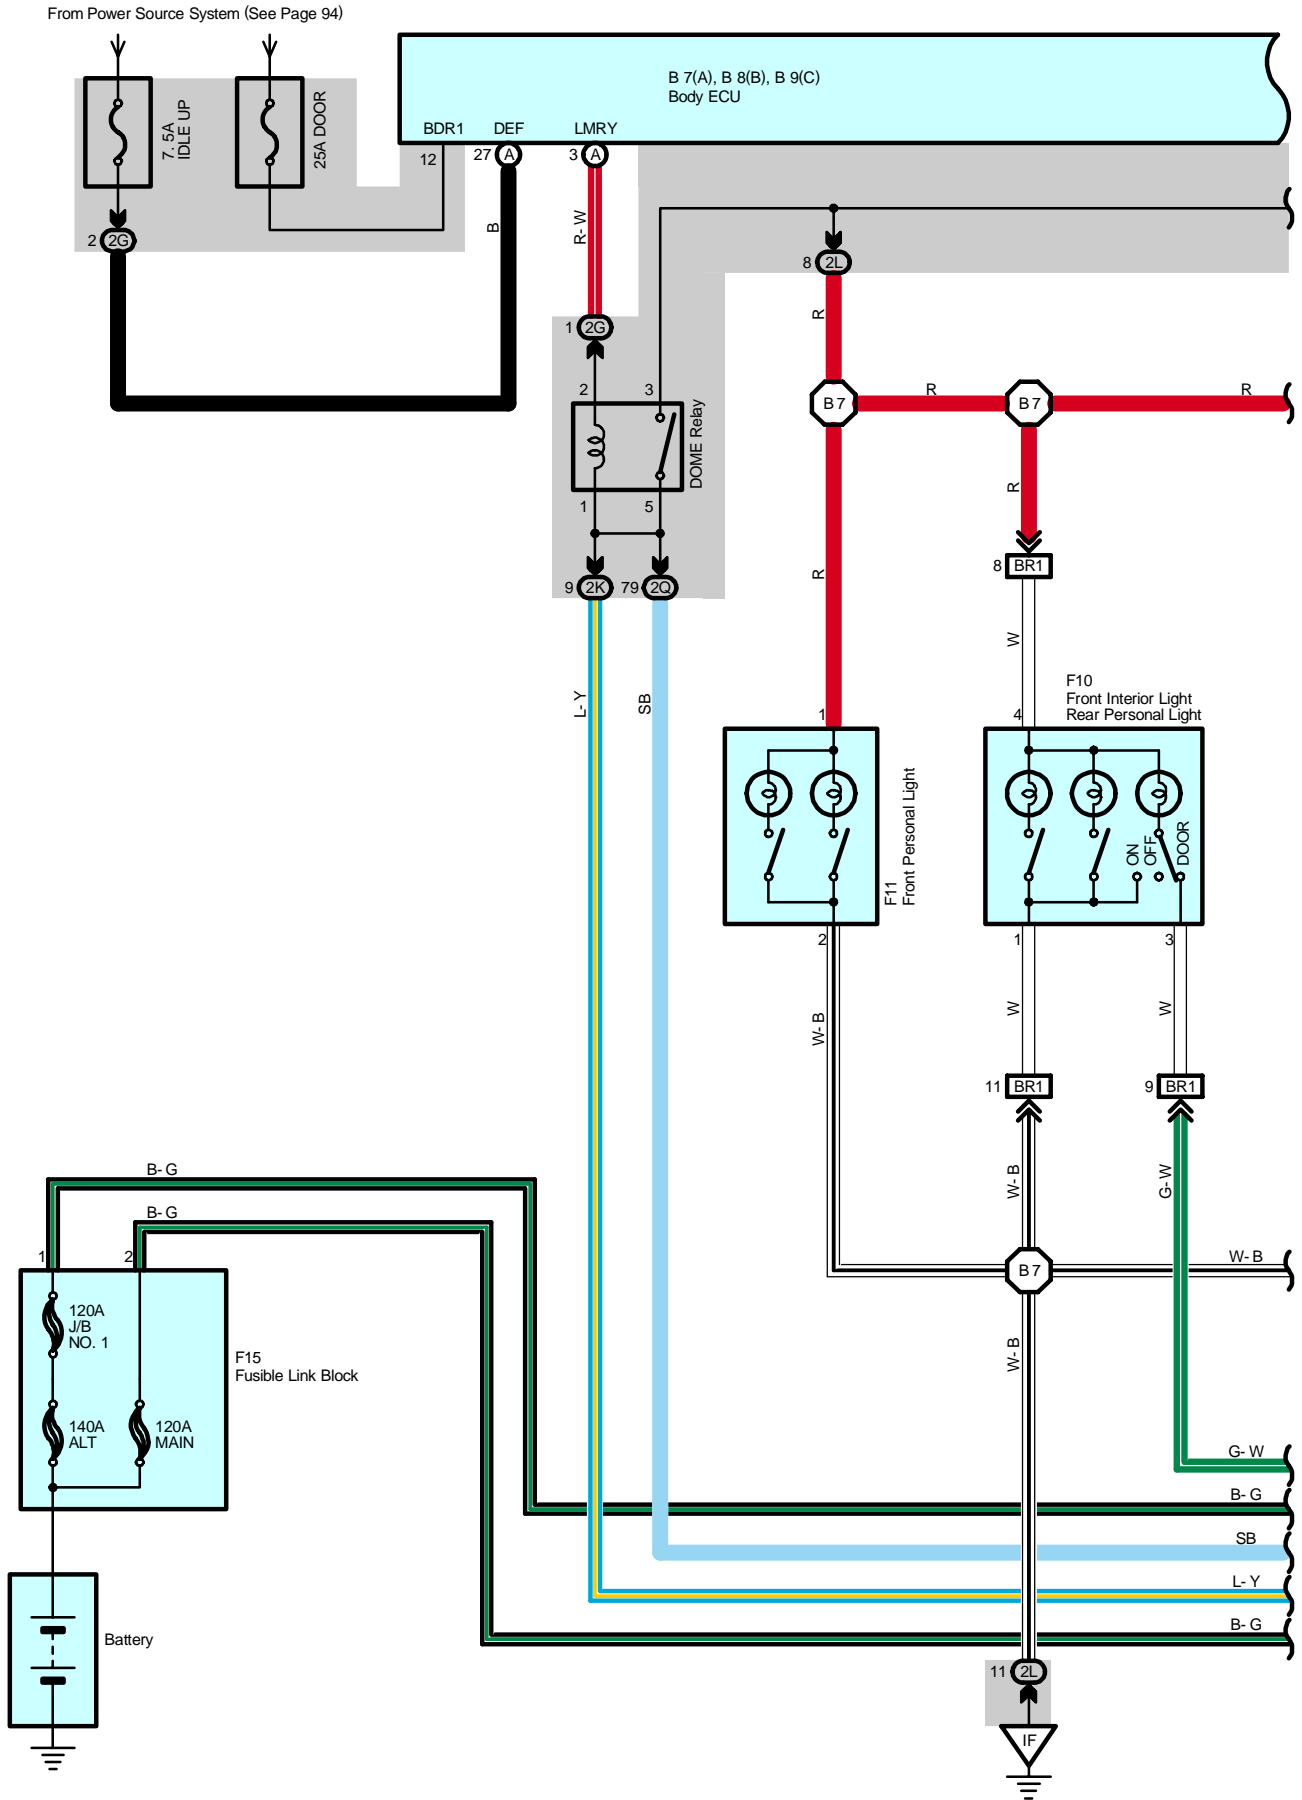 From Power Source System (See Page 94)
7. 5A
IDLE UP
25A DOOR
B 7(A), B 8(B), B 9(C)
Body ECU
BDR1
DEF
LMRY
12
27
A
3
A
2
2G
B
R- W
8
2L
1
2G
R
2
3
DOME Relay
1
5
B 7
R
B 7
R
R
R
8
BR1
9
2K
79
2Q
W
L- Y
SB
F10
Front Interior Light
Rear Personal Light
1
4
F11
Front Personal Light
ON
OFF
DOOR
2
1
3
W- B
W
W
11
BR1
9
BR1
W- B
G- W
B- G
B- G
1
2
B 7
W- B
120A
J/B
NO. 1
F15
Fusible Link Block
W- B
140A
ALT
120A
MAIN
G- W
B- G
SB
L- Y
B- G
Battery
11
2L
IF